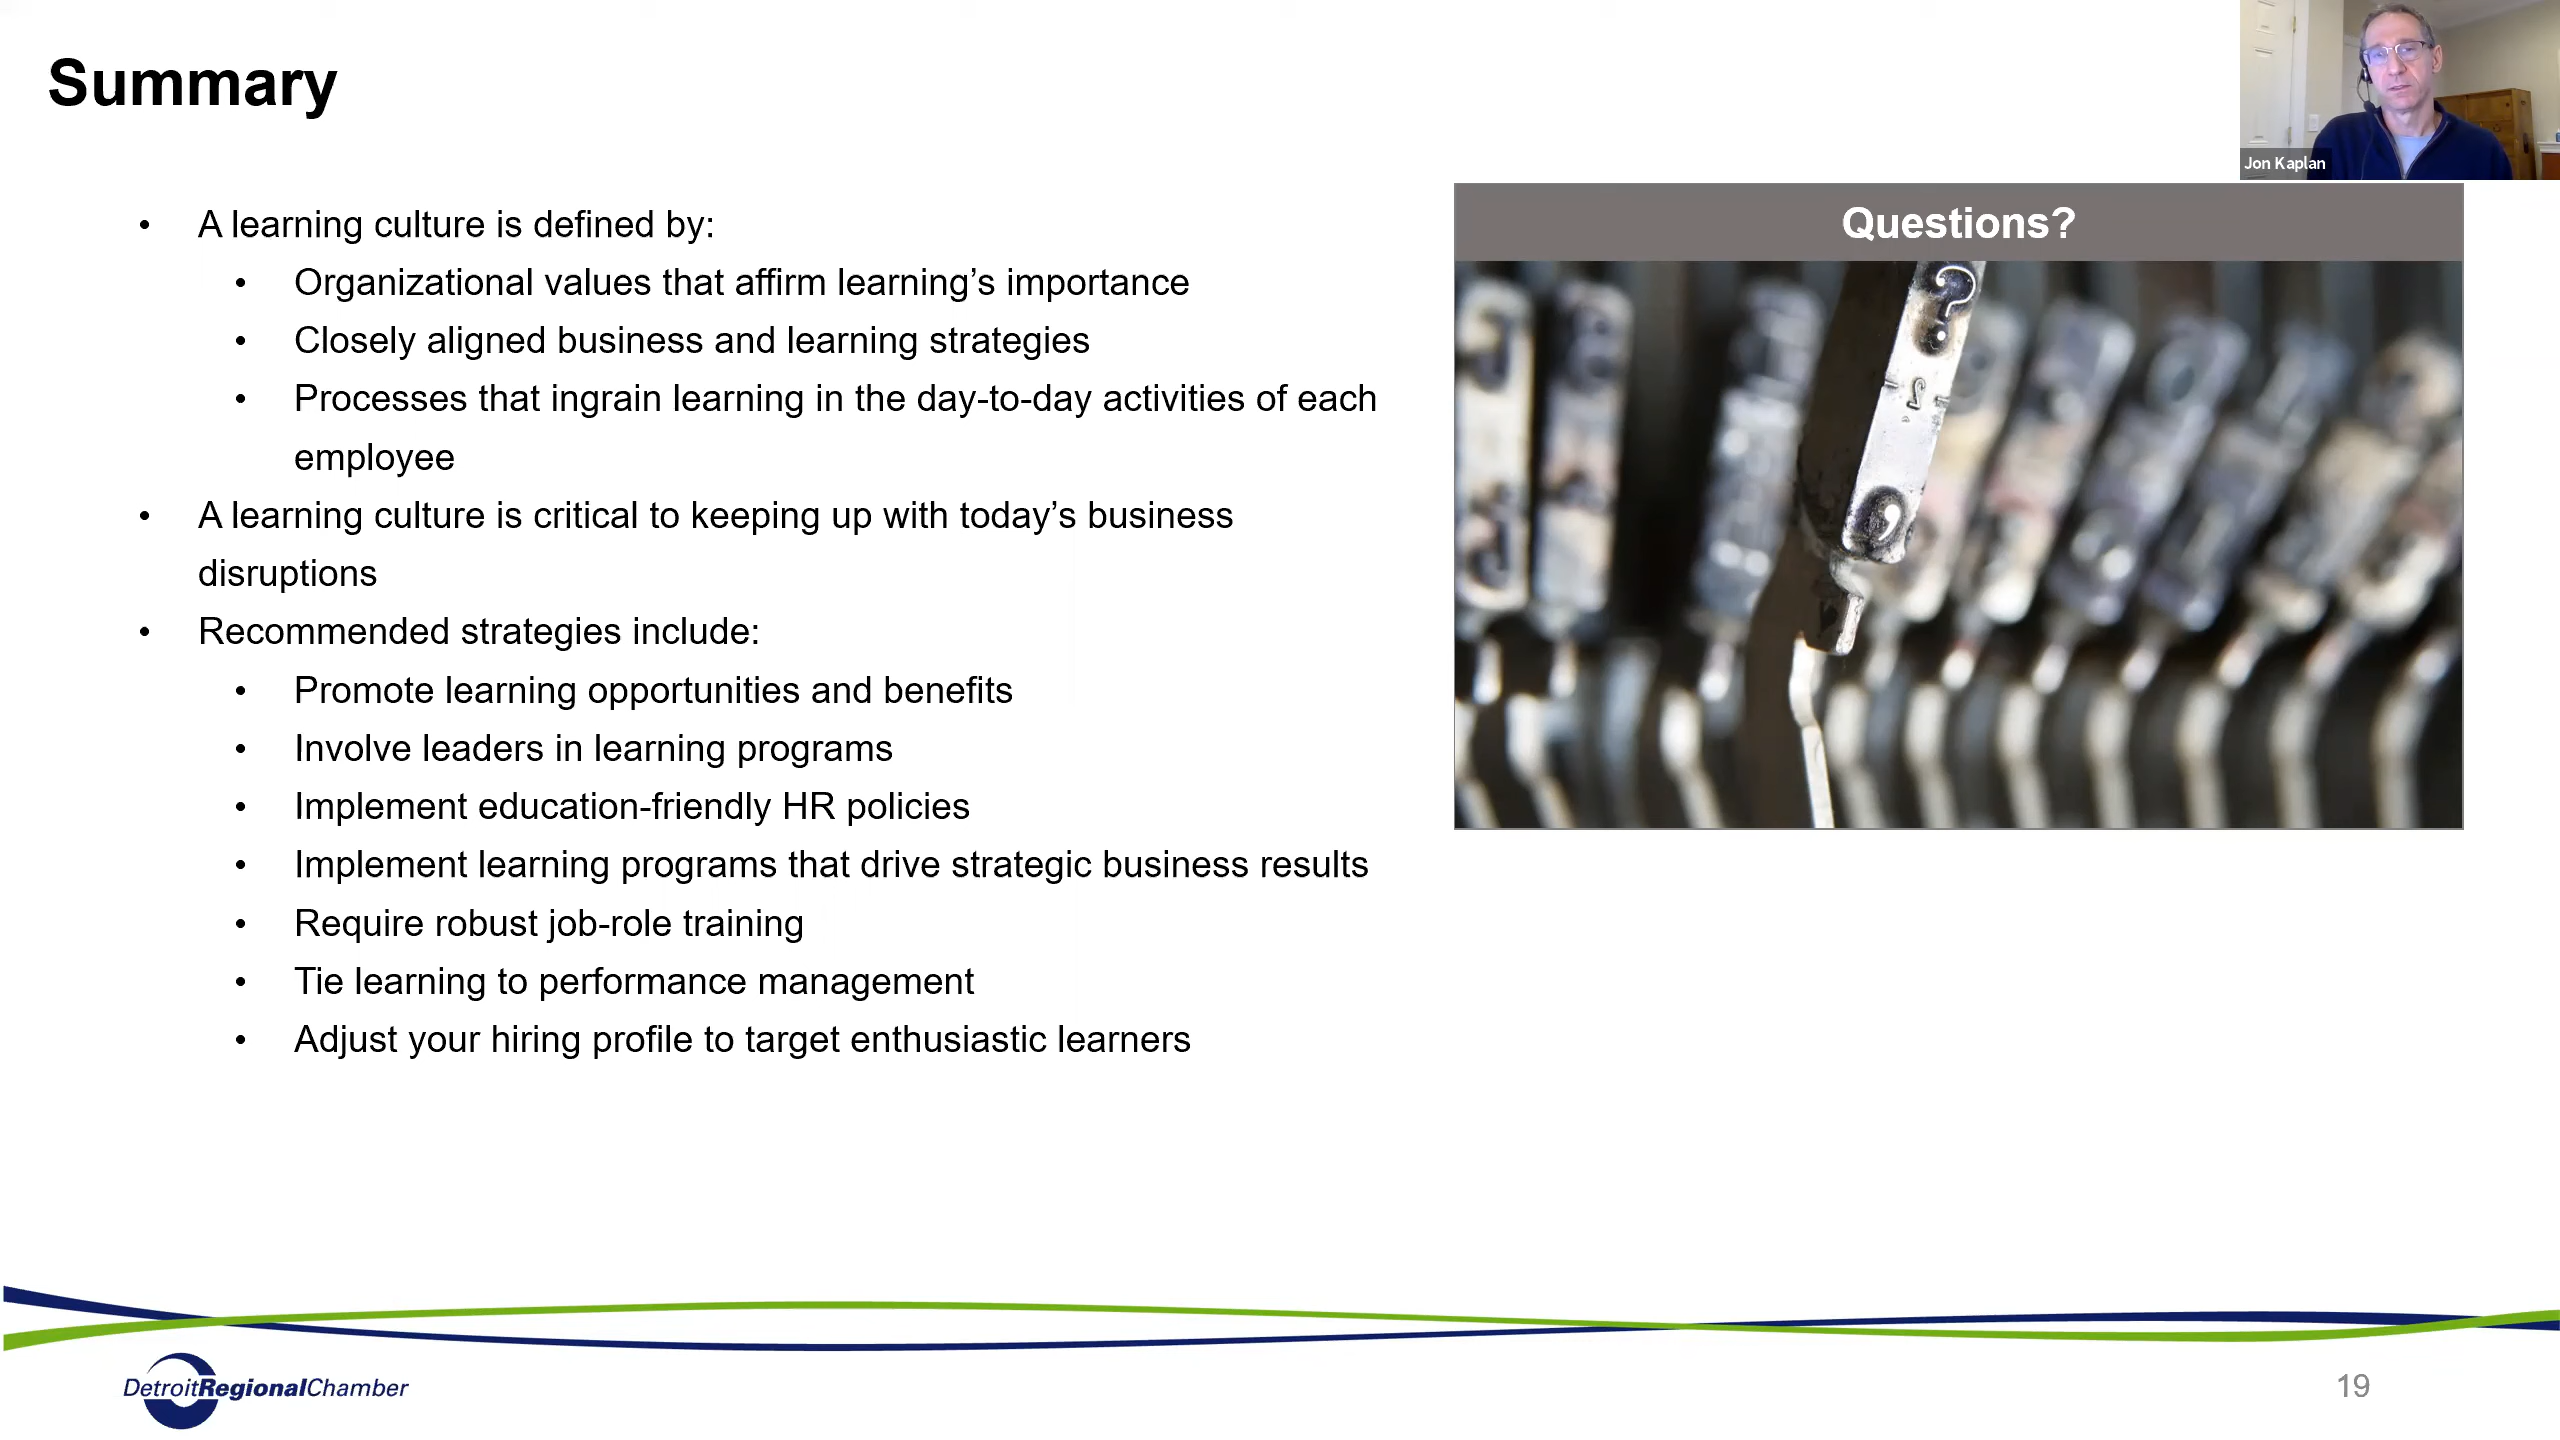 Summary
Jon Kaplan
• A learning culture is defined by:
• Organizational values that affirm learning’s importance
• Closely aligned business and learning strategies
• Processes that ingrain learning in the day-to-day activities of each
employee
• A learning culture is critical to keeping up with today’s business
disruptions
• Recommended strategies include:
• Promote learning opportunities and benefits
• Involve leaders in learning programs
• Implement education-friendly HR policies
• Implement learning programs that drive strategic business results
• Require robust job-role training
• Tie learning to performance management
• Adjust your hiring profile to target enthusiastic learners
Questions?
?
2
,
DetroitRegionalChamber
19